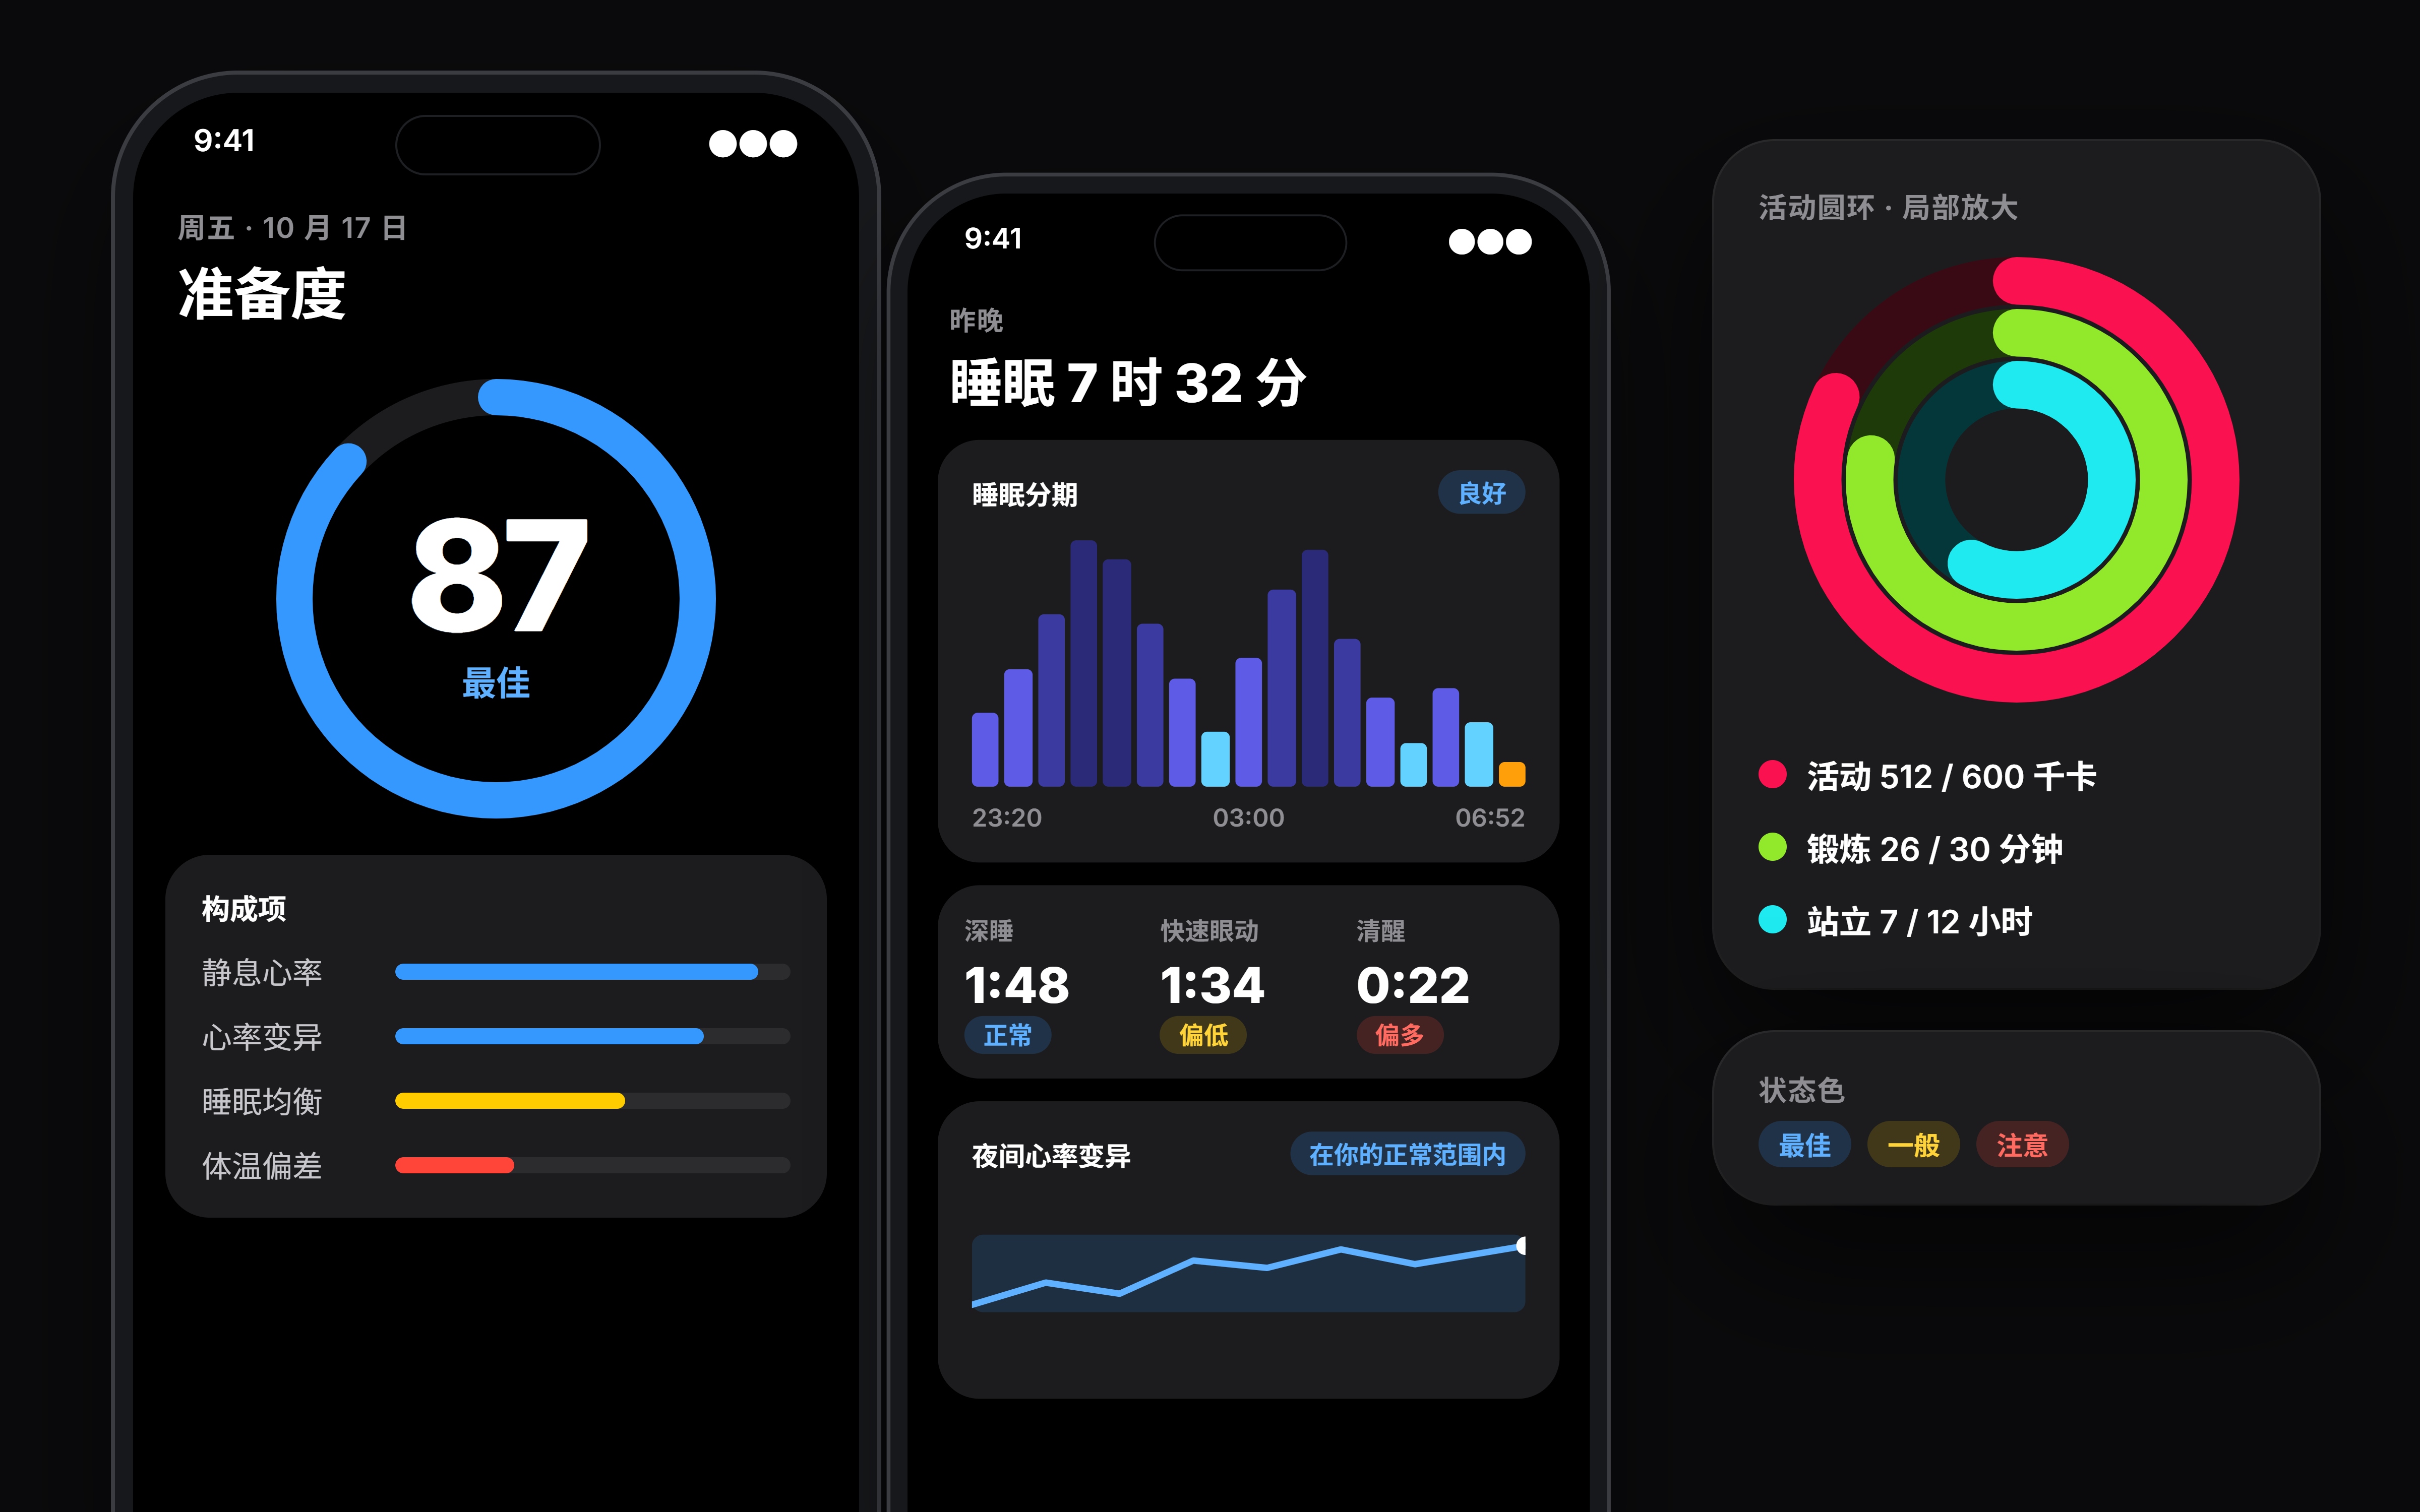 9:41
周五 · 10 月 17 日
准备度
87
最佳
构成项
静息心率
心率变异
睡眠均衡
体温偏差
9:41
昨晚
睡眠 7 时 32 分
睡眠分期 良好
23:20 03:00 06:52
深睡 快速眼动 清醒
1:48 1:34 0:22
正常 偏低 偏多
夜间心率变异 在你的正常范围内
活动圆环 · 局部放大
活动 512 / 600 千卡
锻炼 26 / 30 分钟
站立 7 / 12 小时
状态色
最佳 一般 注意